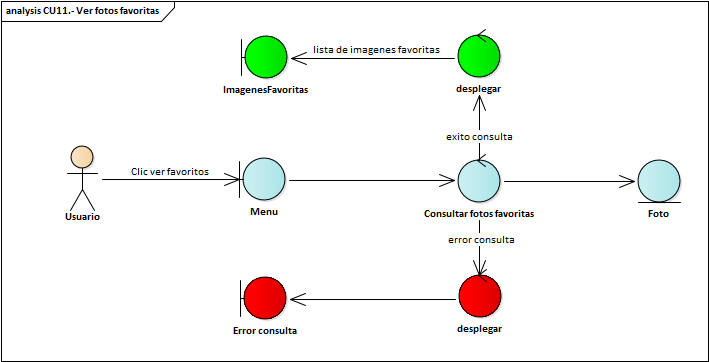 analysis CU11.- Ver fotos favoritas
lista de imagenes favoritas
ImagenesFavoritas
desplegar
exito consulta
Clic ver favoritos
Usuario
Menu
Consultar fotos favoritas
Foto
error consulta
Error consulta
desplegar